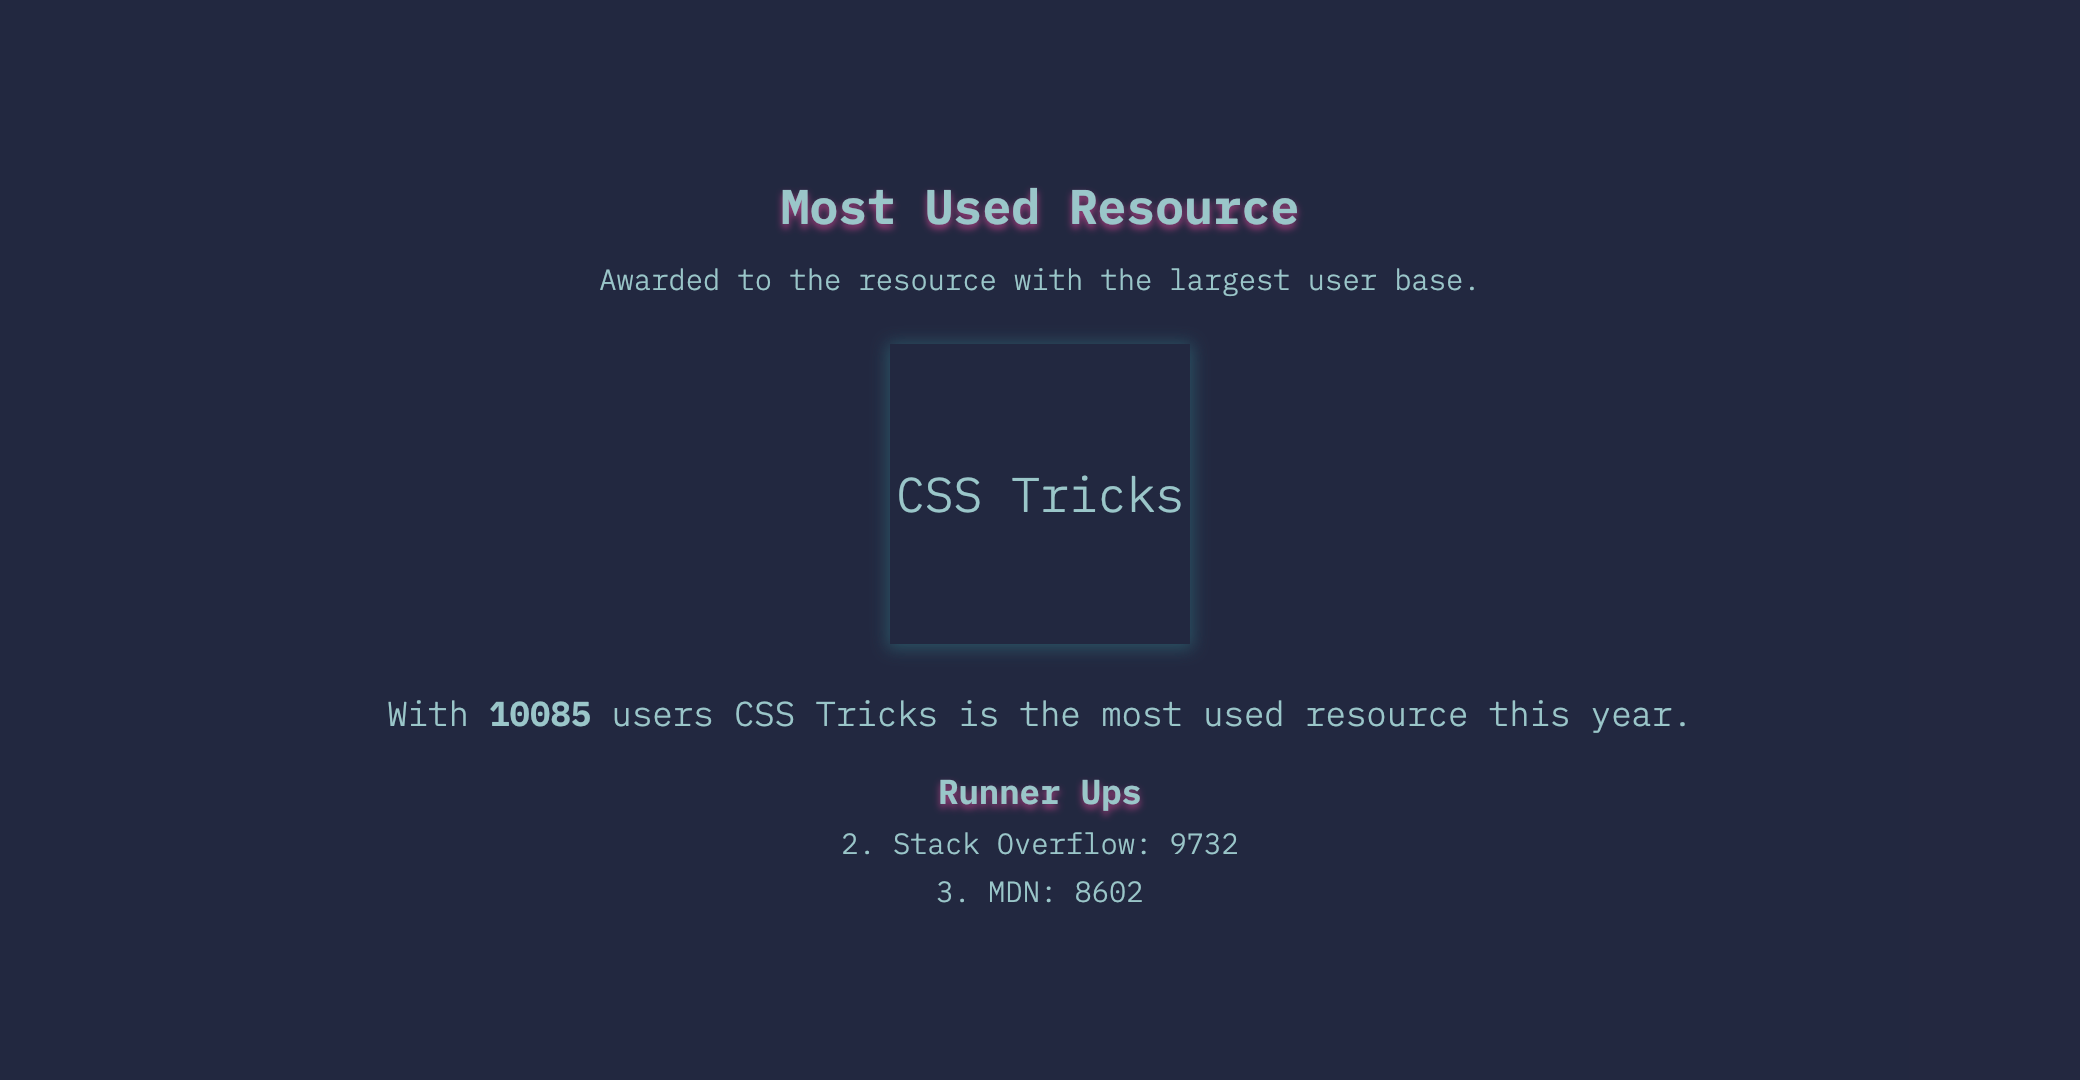 Most Used Resource
Awarded to the resource with the largest user base.
CSS Tricks
With 10085 users CSS Tricks is the most used resource this year.
Runner Ups
2. Stack Overflow: 9732
3. MDN: 8602